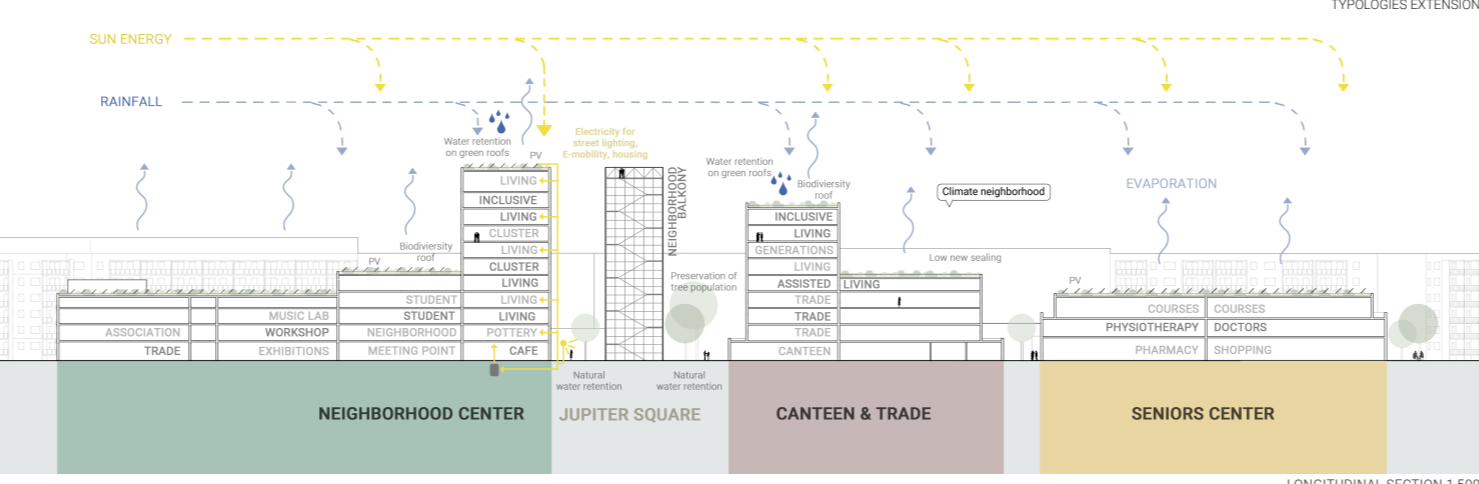 TYPOLOGIES EXTENSION
SUN ENERGY
RAINFALL
Water retention
on green roofs
PV
Electricity for
street lighting,
E-mobility, housing
NEIGHBORHOOD
BALKONY
Water retention
on green roofs
Biodiviersity
roof
Climate neighborhood
EVAPORATION
Biodiviersity
roof
PV
LIVING
INCLUSIVE
LIVING
CLUSTER
LIVING
CLUSTER
LIVING
STUDENT LIVING
MUSIC LAB STUDENT LIVING
ASSOCIATION WORKSHOP NEIGHBORHOOD POTTERY
TRADE EXHIBITIONS MEETING POINT CAFE
Preservation of
tree population
Natural
water retention
Natural
water retention
INCLUSIVE
LIVING
GENERATIONS
LIVING
ASSISTED LIVING
TRADE
TRADE
TRADE
CANTEEN
Low new sealing
PV
COURSES COURSES
PHYSIOTHERAPY DOCTORS
PHARMACY SHOPPING
NEIGHBORHOOD CENTER
JUPITER SQUARE
CANTEEN & TRADE
SENIORS CENTER